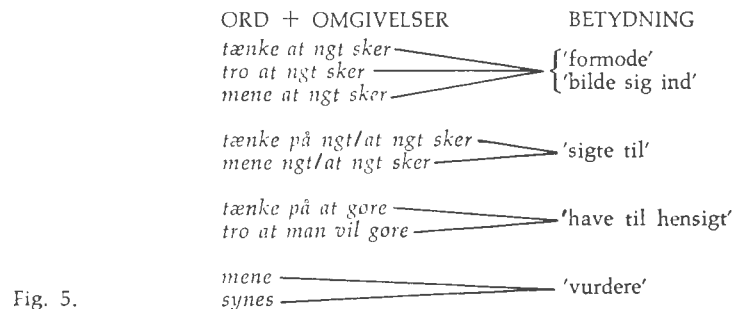 ORD + OMGIVELSER BETYDNING
tænke at ngt sker
tro at ngt sker
mene at ngt sker
{'formode'
'bilde sig ind'
tænke på ngt/at ngt sker
mene ngt/at ngt sker
'sigte til'
tænke på at gøre
tro at man vil gøre
'have til hensigt'
mene
synes
'vurdere'
Fig. 5.